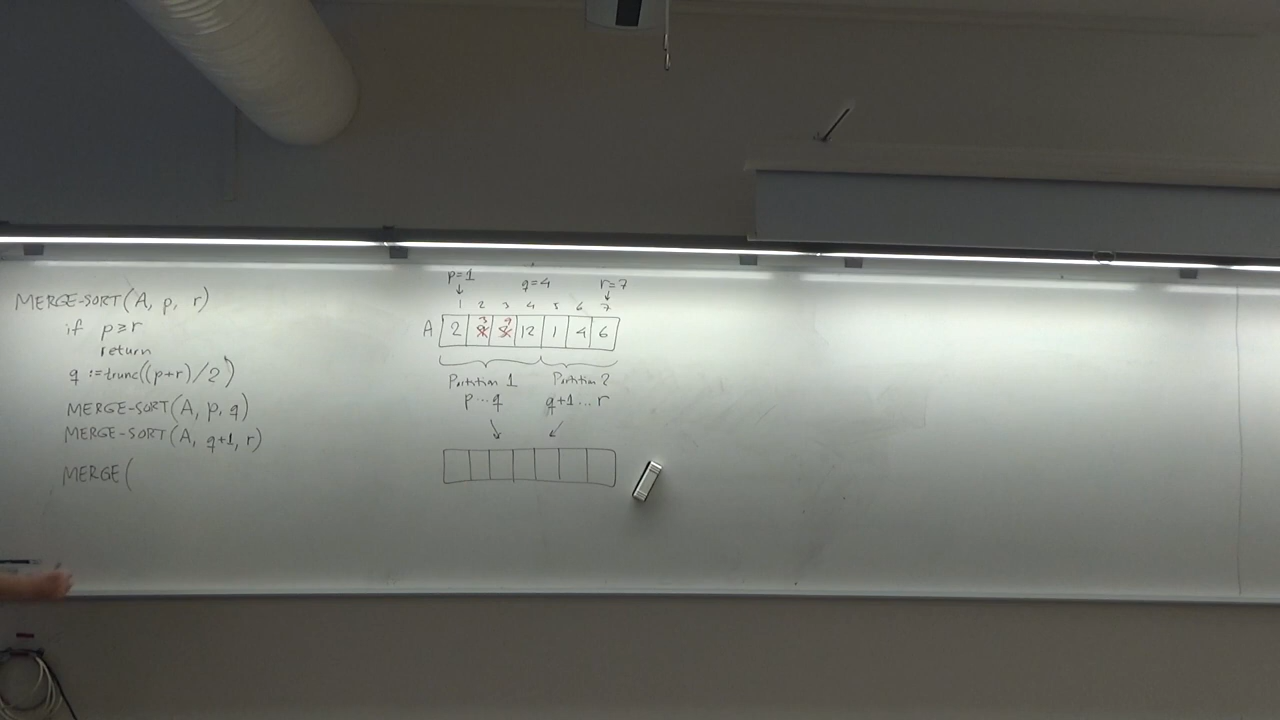 MERGE-SORT(A, p, r)
if p≥r
return
q :=trunc((p+r)/2)
MERGE-SORT(A, p, q)
MERGE-SORT(A, q+1, r)
MERGE(
p=1 q=4 r=7
1 2 3 4 5 6 7
3 9
A 2 12 1 4 6
Partition 1 Partition 2
p...q q+1...r